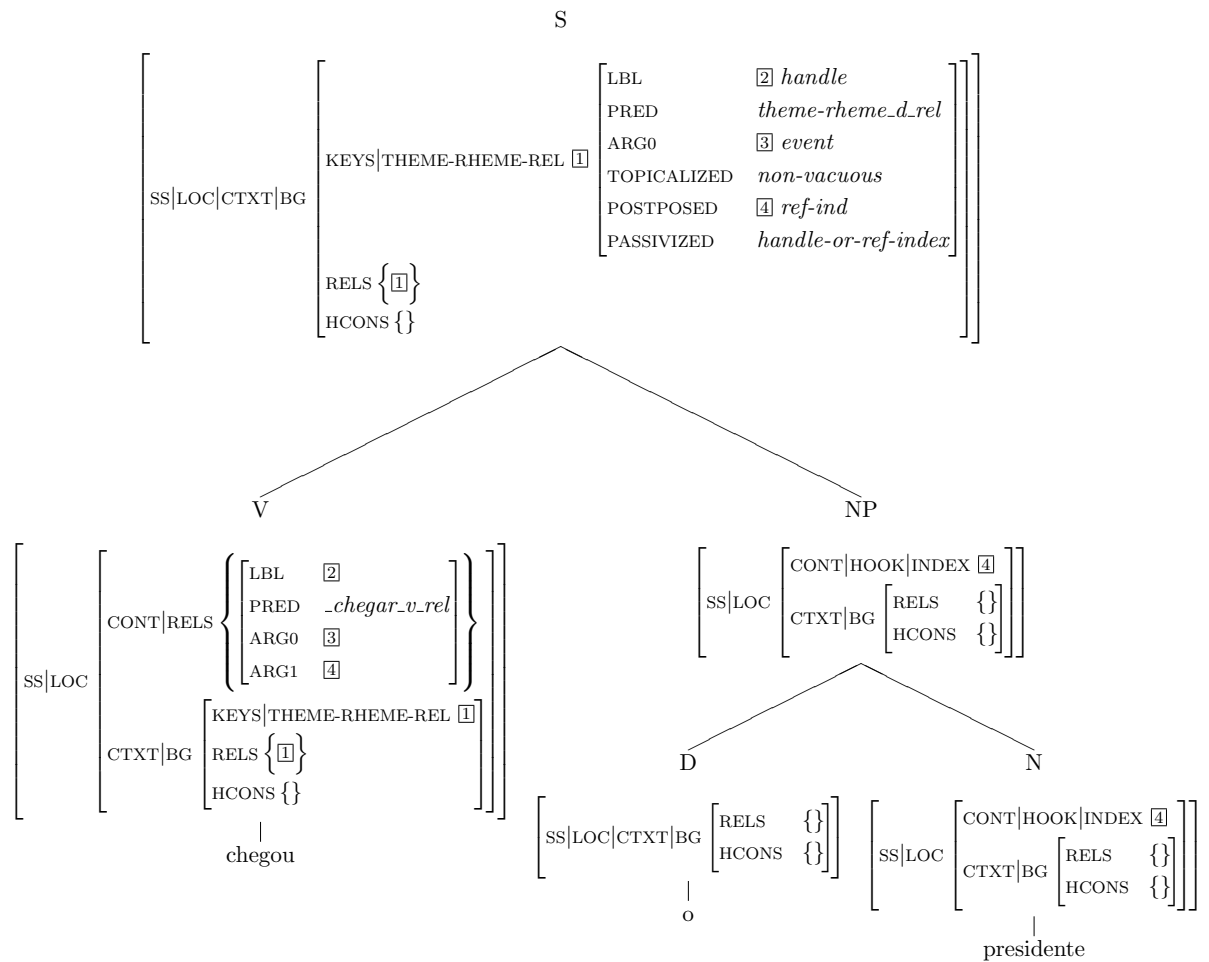 S
SS|LOC|CTXT|BG
KEYS|THEME-RHEME-REL 1
LBL 2 handle
PRED theme-rheme_d_rel
ARG0 3 event
TOPICALIZED non-vacuous
POSTPOSED 4 ref-ind
PASSIVIZED handle-or-ref-index
RELS {1}
HCONS {}
V
SS|LOC
CONT|RELS
LBL 2
PRED _chegar_v_rel
ARG0 3
ARG1 4
CTXT|BG
KEYS|THEME-RHEME-REL 1
RELS {1}
HCONS {}
chegou
NP
SS|LOC
CONT|HOOK|INDEX 4
CTXT|BG
RELS {}
HCONS {}
D
SS|LOC|CTXT|BG
RELS {}
HCONS {}
o
N
SS|LOC
CONT|HOOK|INDEX 4
CTXT|BG
RELS {}
HCONS {}
presidente